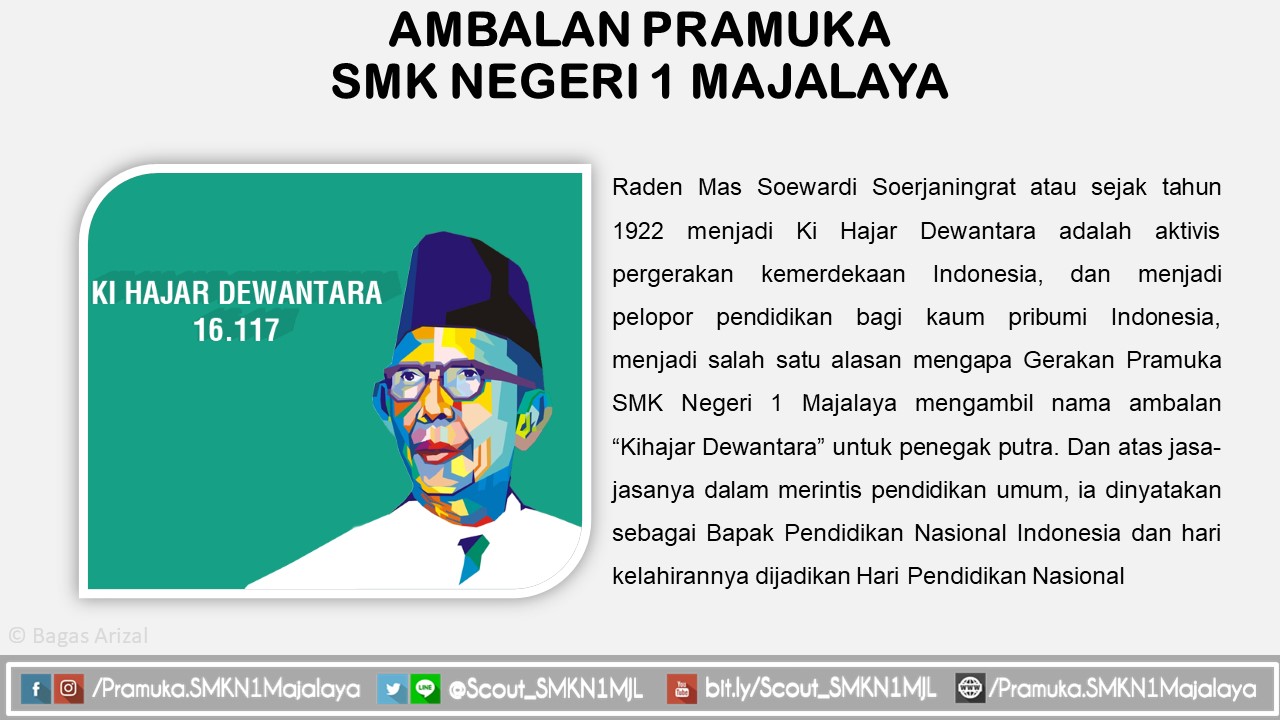 AMBALAN PRAMUKA
SMK NEGERI 1 MAJALAYA
KI HAJAR DEWANTARA
16.117
Raden Mas Soewardi Soerjaningrat atau sejak tahun
1922 menjadi Ki Hajar Dewantara adalah aktivis
pergerakan kemerdekaan Indonesia, dan menjadi
pelopor pendidikan bagi kaum pribumi Indonesia,
menjadi salah satu alasan mengapa Gerakan Pramuka
SMK Negeri 1 Majalaya mengambil nama ambalan
“Kihajar Dewantara” untuk penegak putra. Dan atas jasa-
jasanya dalam merintis pendidikan umum, ia dinyatakan
sebagai Bapak Pendidikan Nasional Indonesia dan hari
kelahirannya dijadikan Hari Pendidikan Nasional
© Bagas Arizal
f /Pramuka.SMKN1Majalaya LINE @Scout_SMKN1MJL You Tube bit.ly/Scout_SMKN1MJL WWW /Pramuka.SMKN1Majalaya